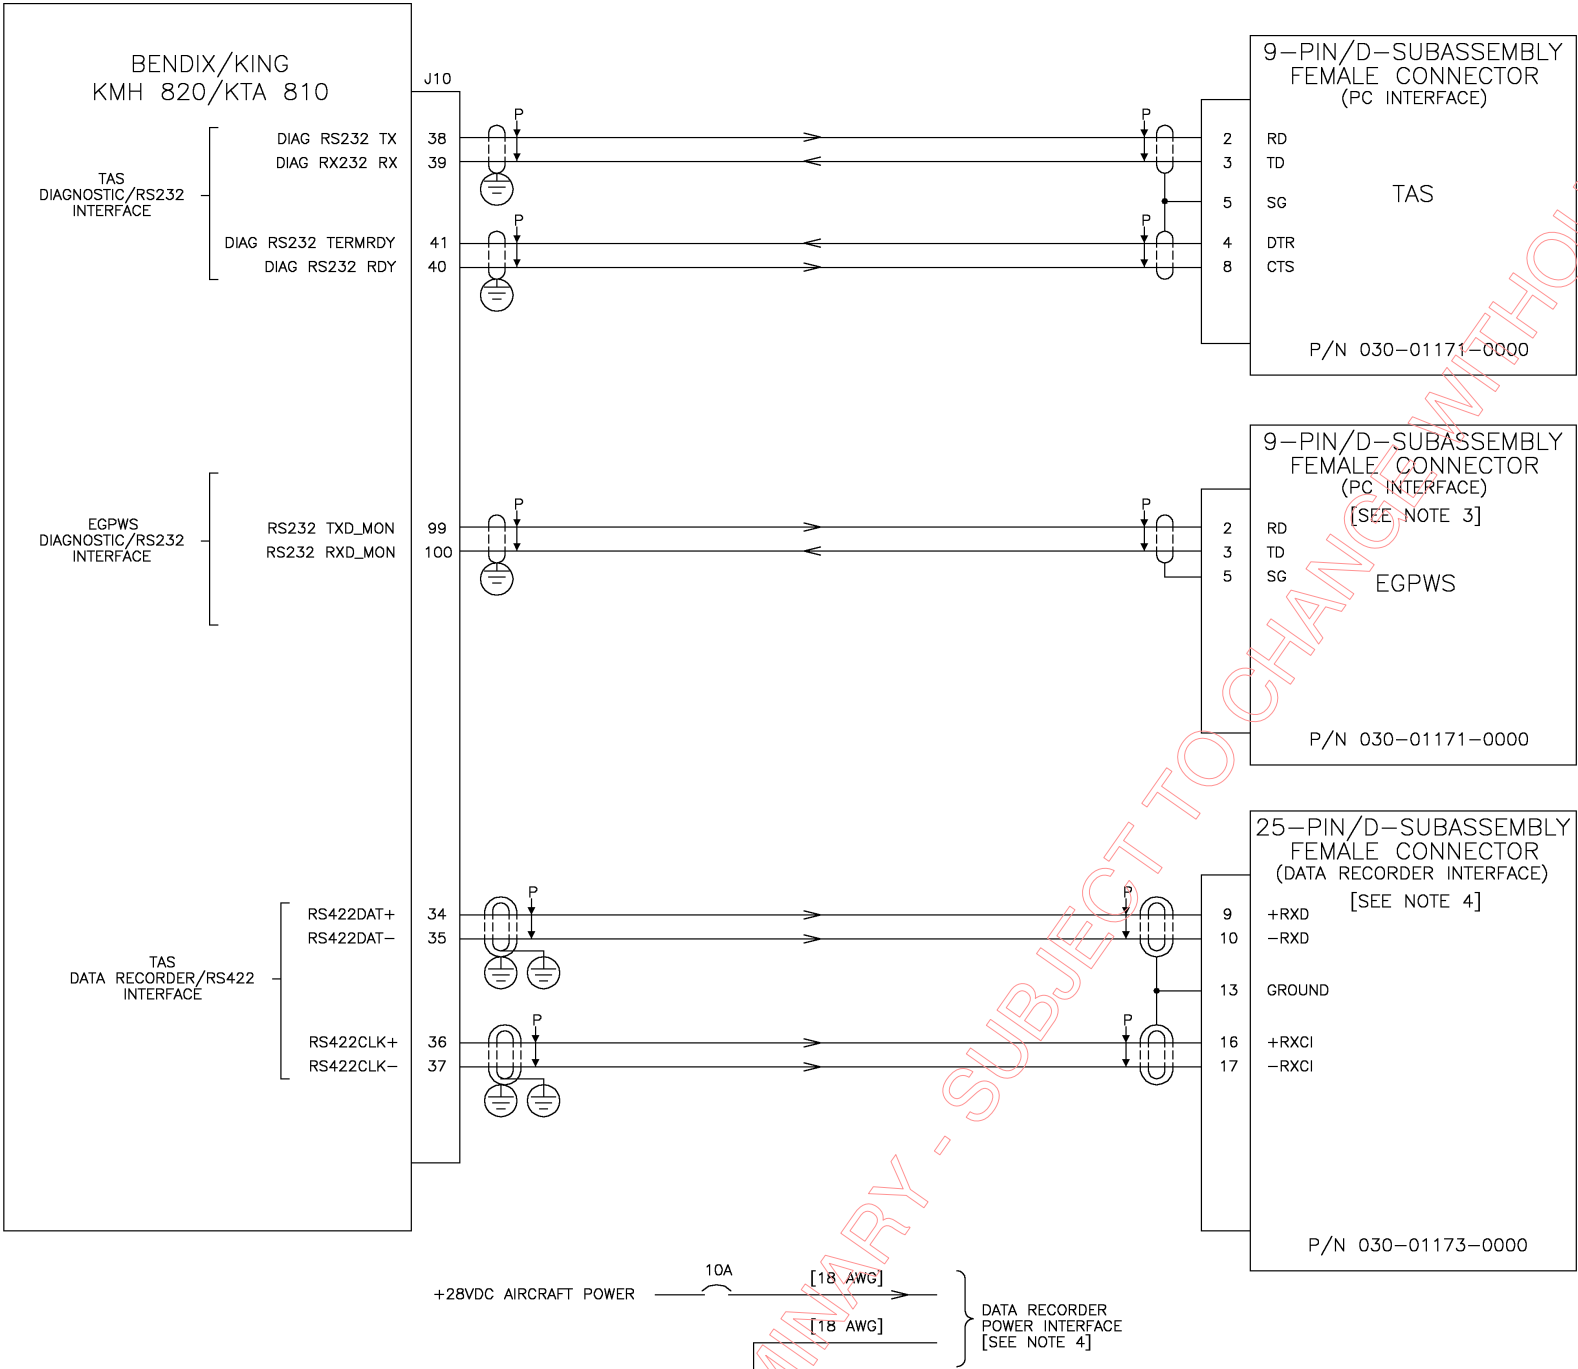 BENDIX/KING
KMH 820/KTA 810
J10
TAS
DIAGNOSTIC/RS232
INTERFACE
DIAG RS232 TX 38
DIAG RX232 RX 39
DIAG RS232 TERMRDY 41
DIAG RS232 RDY 40
P
P
P
P
9-PIN/D-SUBASSEMBLY
FEMALE CONNECTOR
(PC INTERFACE)
2 RD
3 TD
5 SG
4 DTR
8 CTS
TAS
P/N 030-01171-0000
EGPWS
DIAGNOSTIC/RS232
INTERFACE
RS232 TXD_MON 99
RS232 RXD_MON 100
P
P
9-PIN/D-SUBASSEMBLY
FEMALE CONNECTOR
(PC INTERFACE)
[SEE NOTE 3]
2 RD
3 TD
5 SG
EGPWS
P/N 030-01171-0000
TAS
DATA RECORDER/RS422
INTERFACE
RS422DAT+ 34
RS422DAT- 35
RS422CLK+ 36
RS422CLK- 37
P
P
P
P
25-PIN/D-SUBASSEMBLY
FEMALE CONNECTOR
(DATA RECORDER INTERFACE)
[SEE NOTE 4]
9 +RXD
10 -RXD
13 GROUND
16 +RXCI
17 -RXCI
P/N 030-01173-0000
+28VDC AIRCRAFT POWER
10A
[18 AWG]
[18 AWG]
DATA RECORDER
POWER INTERFACE
[SEE NOTE 4]
- SUBJECT TO CHANGE